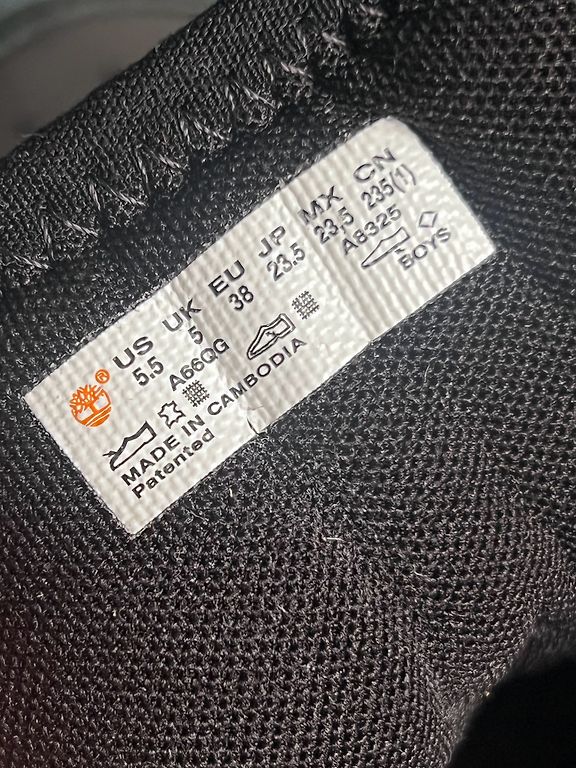 ®
US UK EU JP MX CN
5.5 5 38 23.5 23,5 235(1)
A66QG A8325
BOYS
MADE IN CAMBODIA
Patented